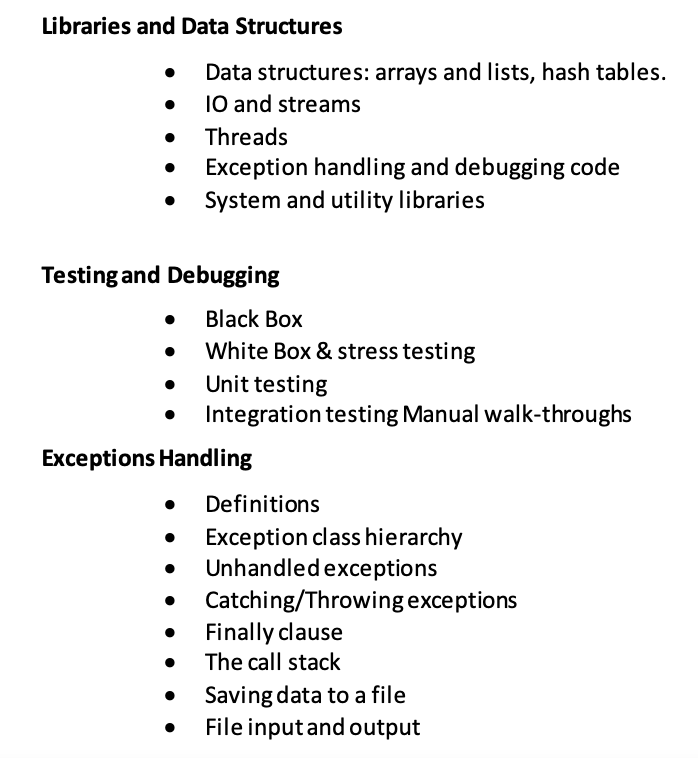 Libraries and Data Structures
• Data structures: arrays and lists, hash tables.
• IO and streams
• Threads
• Exception handling and debugging code
• System and utility libraries
Testing and Debugging
• Black Box
• White Box & stress testing
• Unit testing
• Integration testing Manual walk-throughs
Exceptions Handling
• Definitions
• Exception class hierarchy
• Unhandled exceptions
• Catching/Throwing exceptions
• Finally clause
• The call stack
• Saving data to a file
• File input and output